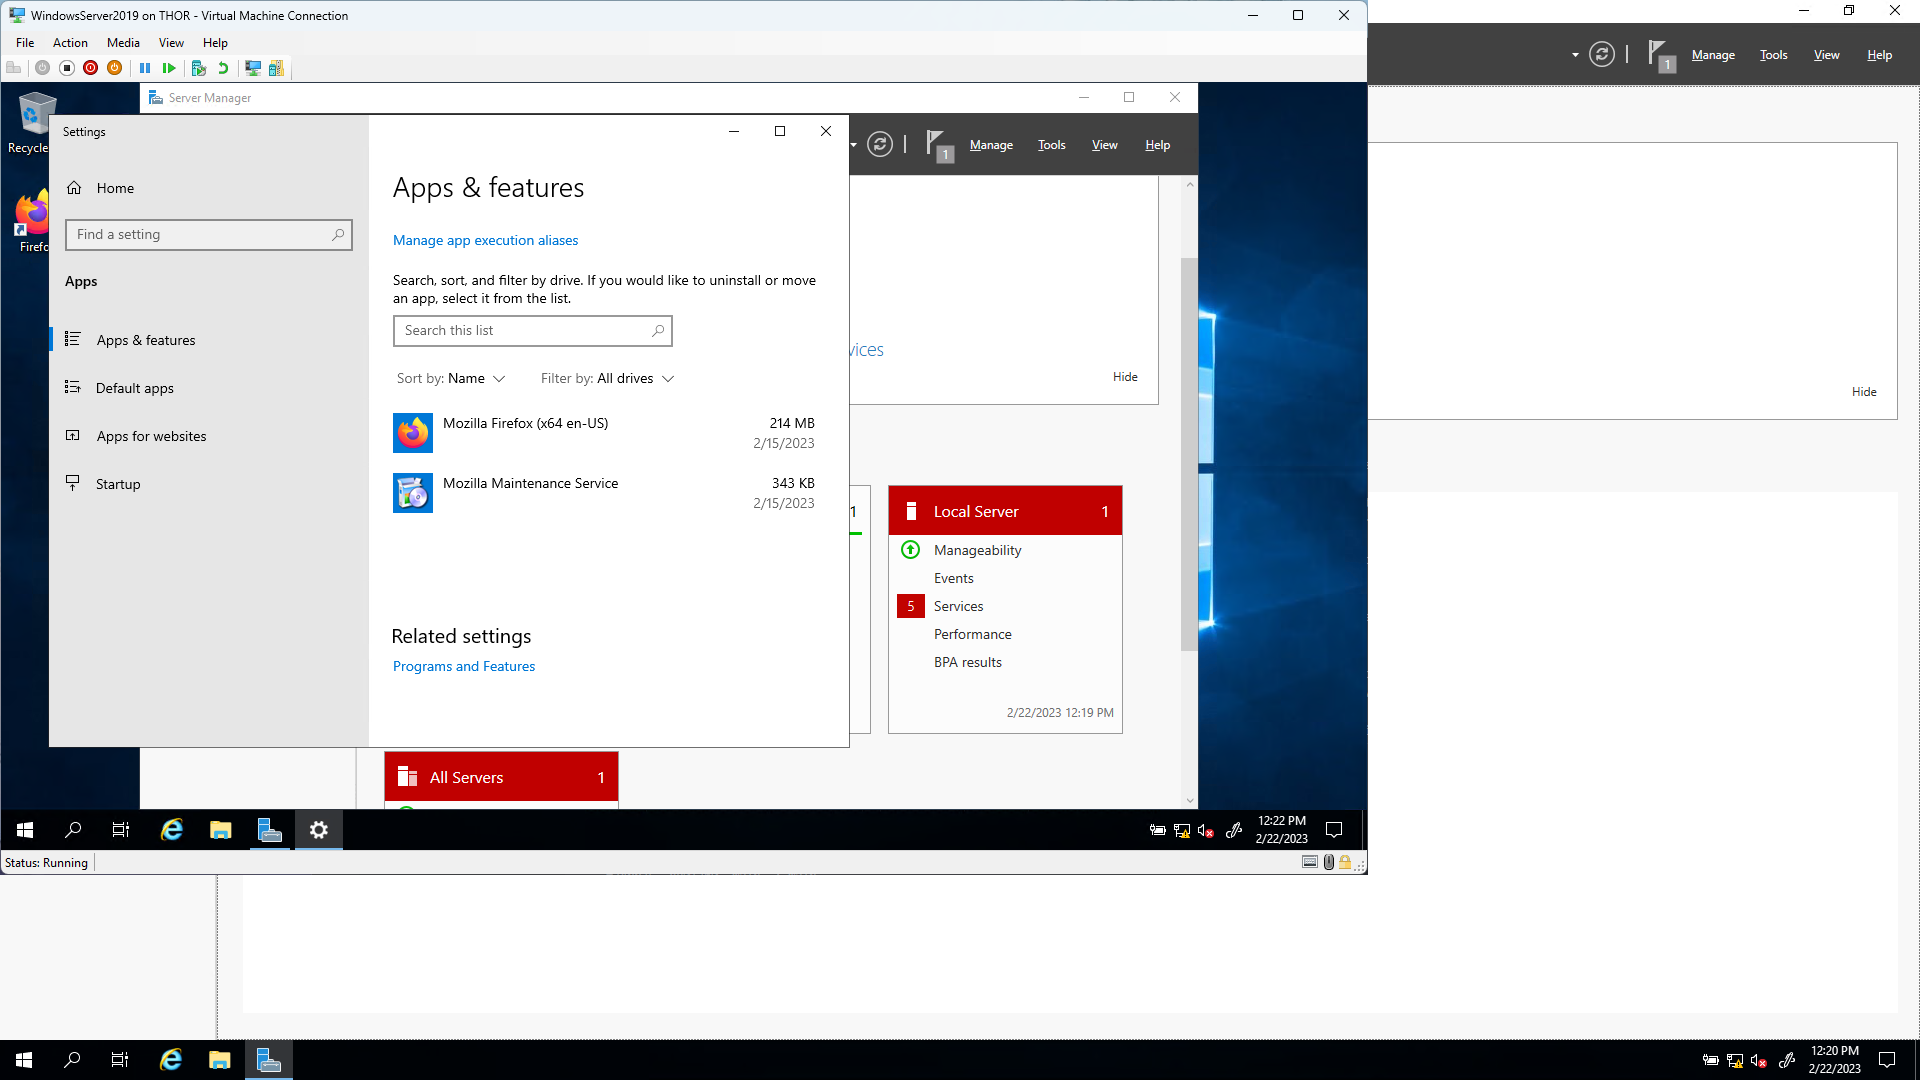 WindowsServer2019 on THOR - Virtual Machine Connection
File Action Media View Help
Manage Tools View Help
1
Server Manager
Manage Tools View Help
1
Recycle
Firefo
Settings
Home
Find a setting
Apps
Apps & features
Default apps
Apps for websites
Startup
Apps & features
Manage app execution aliases
Search, sort, and filter by drive. If you would like to uninstall or move
an app, select it from the list.
Search this list
Sort by: Name
Filter by: All drives
Mozilla Firefox (x64 en-US)
214 MB
2/15/2023
Mozilla Maintenance Service
343 KB
2/15/2023
Related settings
Programs and Features
vices
Hide
Hide
1
Local Server 1
Manageability
Events
5 Services
Performance
BPA results
2/22/2023 12:19 PM
All Servers 1
12:22 PM
2/22/2023
Status: Running
12:20 PM
2/22/2023